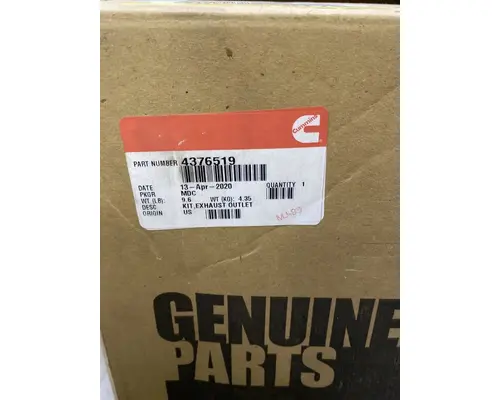 Cummins
PART NUMBER 4376519
DATE 13-Apr-2020 QUANTITY 1
PKGR MDC
WT (LB): 9.6 WT (KG): 4.35
DESC KIT,EXHAUST OUTLET
ORIGIN US
GENUINE
PARTS